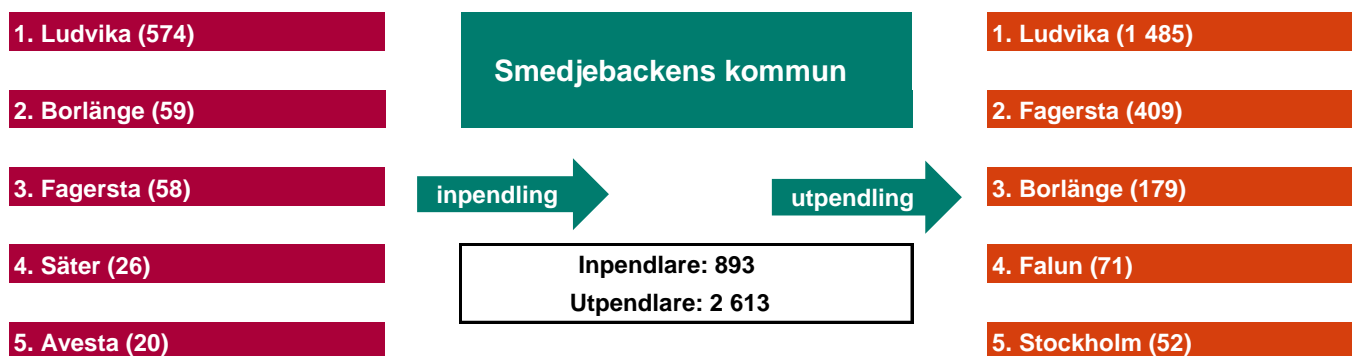 1. Ludvika (574)
2. Borlänge (59)
3. Fagersta (58)
4. Säter (26)
5. Avesta (20)
Smedjebackens kommun
inpendling
utpendling
Inpendlare: 893
Utpendlare: 2 613
1. Ludvika (1 485)
2. Fagersta (409)
3. Borlänge (179)
4. Falun (71)
5. Stockholm (52)